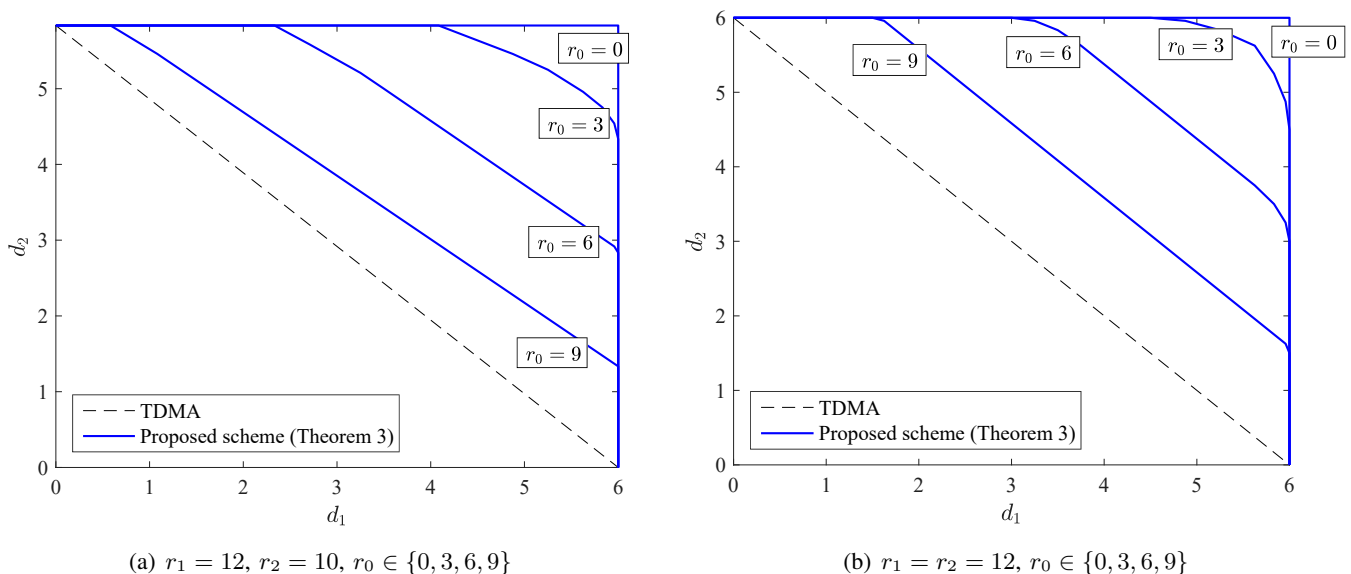 r_0 = 0
r_0 = 3
r_0 = 6
r_0 = 9
5
4
3
2
1
0
d_2
TDMA
Proposed scheme (Theorem 3)
0 1 2 3 4 5 6
d_1
(a) r_1 = 12, r_2 = 10, r_0 ∈ {0, 3, 6, 9}
6
5
4
3
2
1
0
d_2
r_0 = 9
r_0 = 6
r_0 = 3
r_0 = 0
TDMA
Proposed scheme (Theorem 3)
0 1 2 3 4 5 6
d_1
(b) r_1 = r_2 = 12, r_0 ∈ {0, 3, 6, 9}